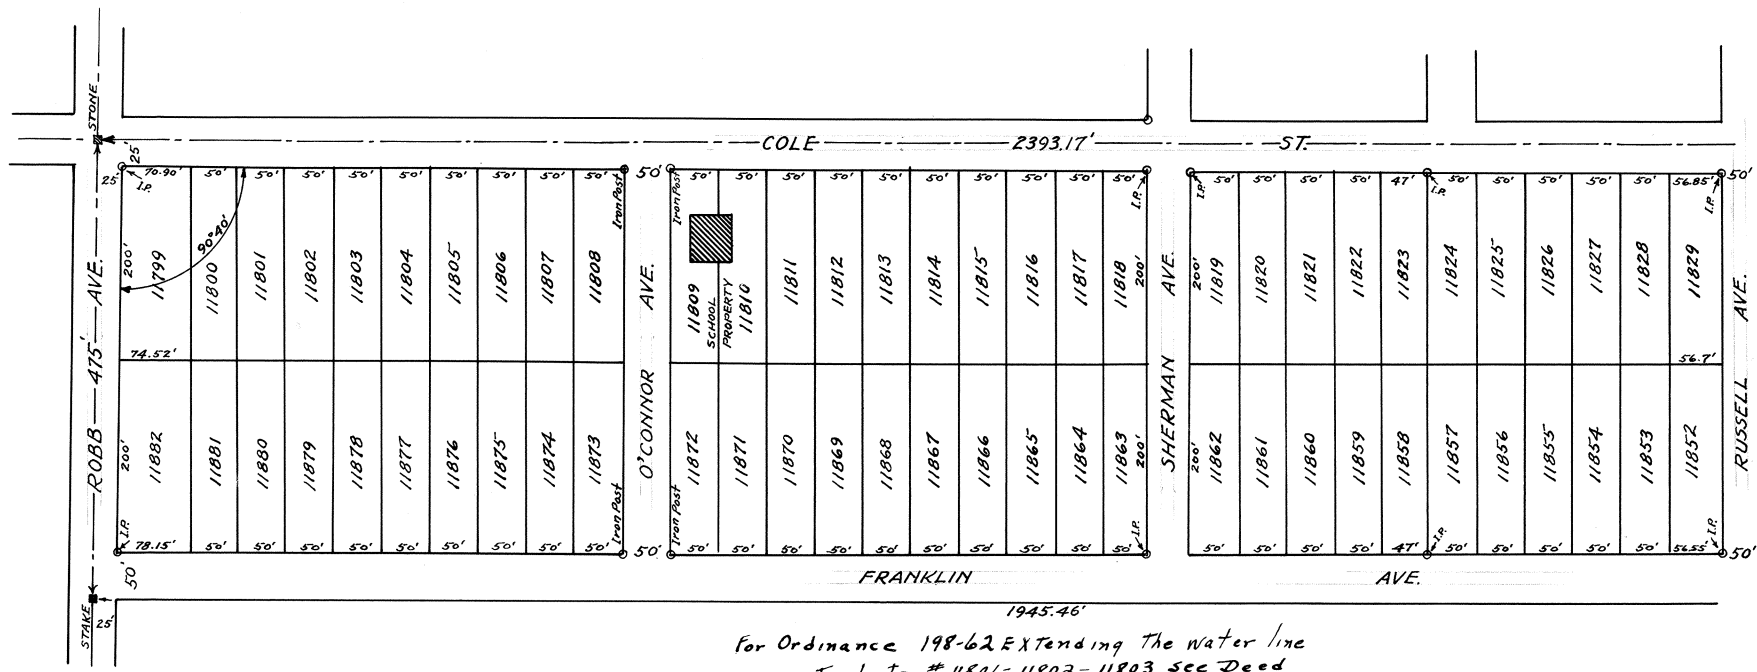 STONE
COLE 2393.17' ST.
25'
25'
70.90' 50' 50' 50' 50' 50' 50' 50' 50' 50' 50' 50' 50' 50' 50' 50' 50' 50' 50' 50' 50' 50' 50' 50' 50' 50' 47' 50' 50' 50' 50' 50' 56.85' 50'
I.P. Iron Post Iron Post I.P. I.P. I.P. I.P.
90°40'
200' 11799 11800 11801 11802 11803 11804 11805 11806 11807 11808
11809 SCHOOL PROPERTY 11810 11811 11812 11813 11814 11815 11816 11817 11818 200'
200' 11819 11820 11821 11822 11823 11824 11825 11826 11827 11828 11829
ROBB 475' AVE.
O'CONNOR AVE.
SHERMAN AVE.
RUSSELL AVE.
74.52' 56.7'
200' 11882 11881 11880 11879 11878 11877 11876 11875 11874 11873
11872 11871 11870 11869 11868 11867 11866 11865 11864 11863 200'
200' 11862 11861 11860 11859 11858 11857 11856 11855 11854 11853 11852
I.P. Iron Post Iron Post I.P. I.P. I.P.
78.15' 50' 50' 50' 50' 50' 50' 50' 50' 50' 50' 50' 50' 50' 50' 50' 50' 50' 50' 50' 50' 50' 50' 50' 50' 47' 50' 50' 50' 50' 50' 56.55' 50'
50'
FRANKLIN AVE.
STAKE 25'
1945.46'
For Ordinance 198-62 Extending The water line
# 11801-11802-11803 see Deed